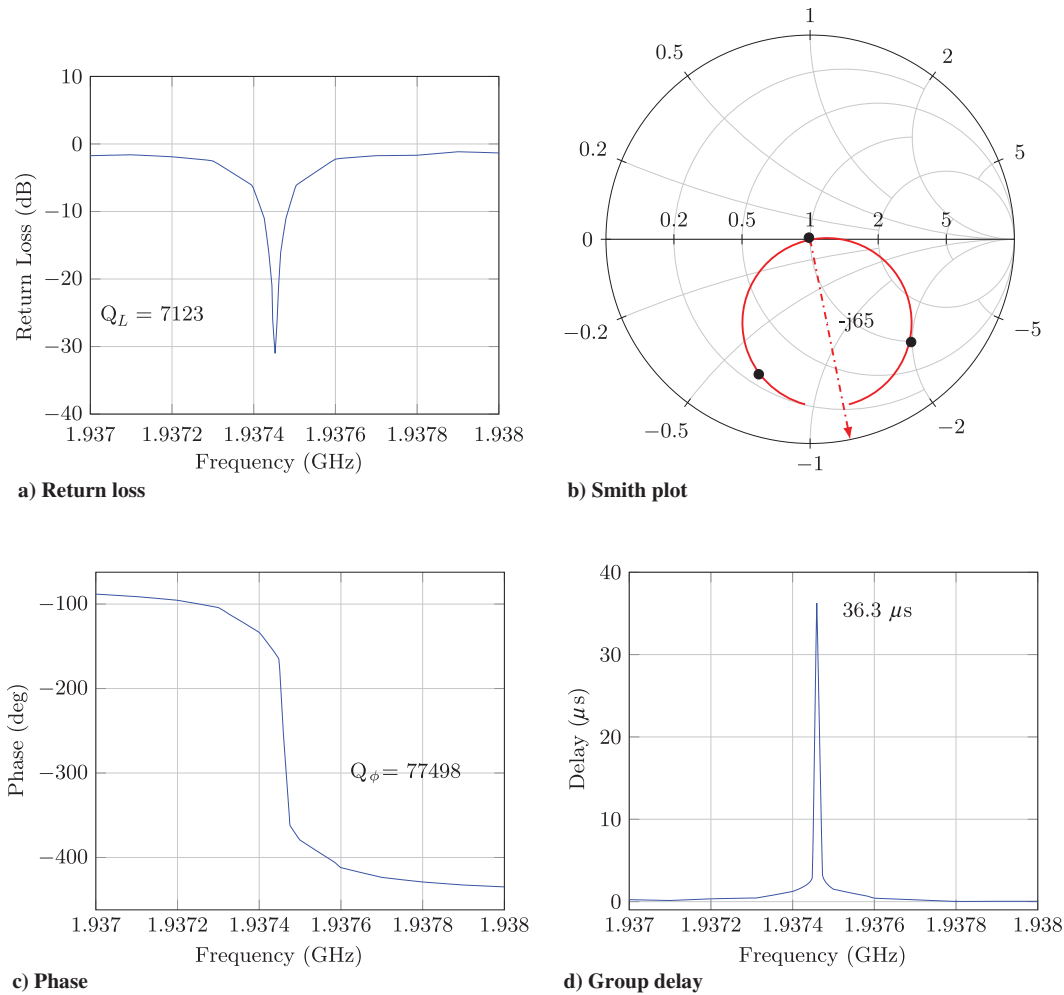 10
0
−10
−20
−30
−40
Return Loss (dB)
Q_L = 7123
1.937 1.9372 1.9374 1.9376 1.9378 1.938
Frequency (GHz)
a) Return loss
1
0.5 2
0.2 5
0 0.2 0.5 1 2 5
-j65
−0.2 −5
−0.5 −2
−1
b) Smith plot
−100
−200
−300
−400
Phase (deg)
Q_ϕ = 77498
1.937 1.9372 1.9374 1.9376 1.9378 1.938
Frequency (GHz)
c) Phase
40
30
20
10
0
Delay (μs)
36.3 μs
1.937 1.9372 1.9374 1.9376 1.9378 1.938
Frequency (GHz)
d) Group delay